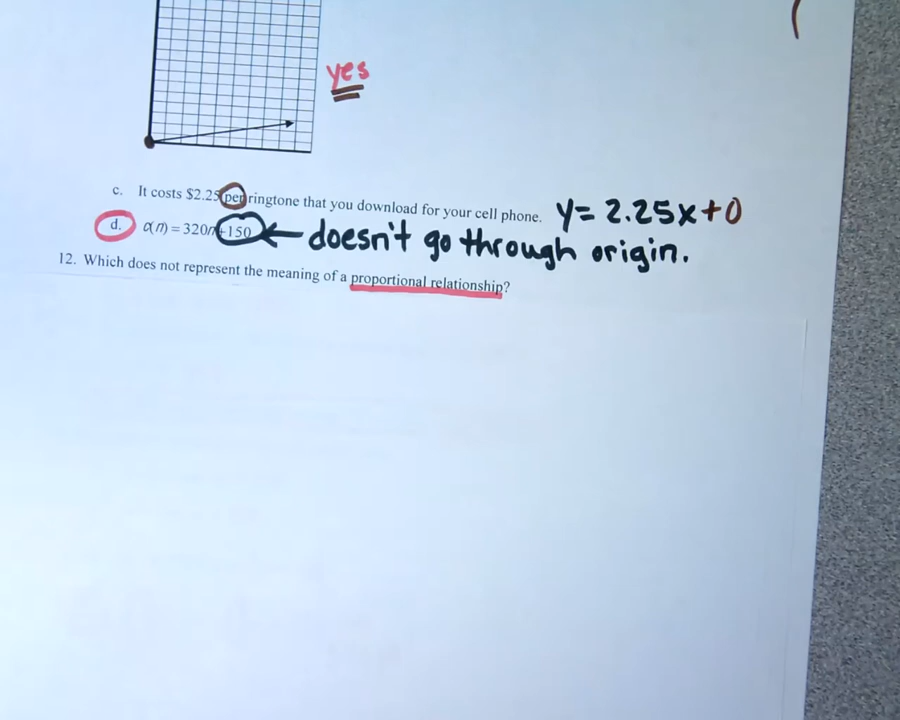 yes
c. It costs $2.25 per ringtone that you download for your cell phone. y= 2.25x+0
d. a(n) = 320n+150 doesn't go through origin.
12. Which does not represent the meaning of a proportional relationship?